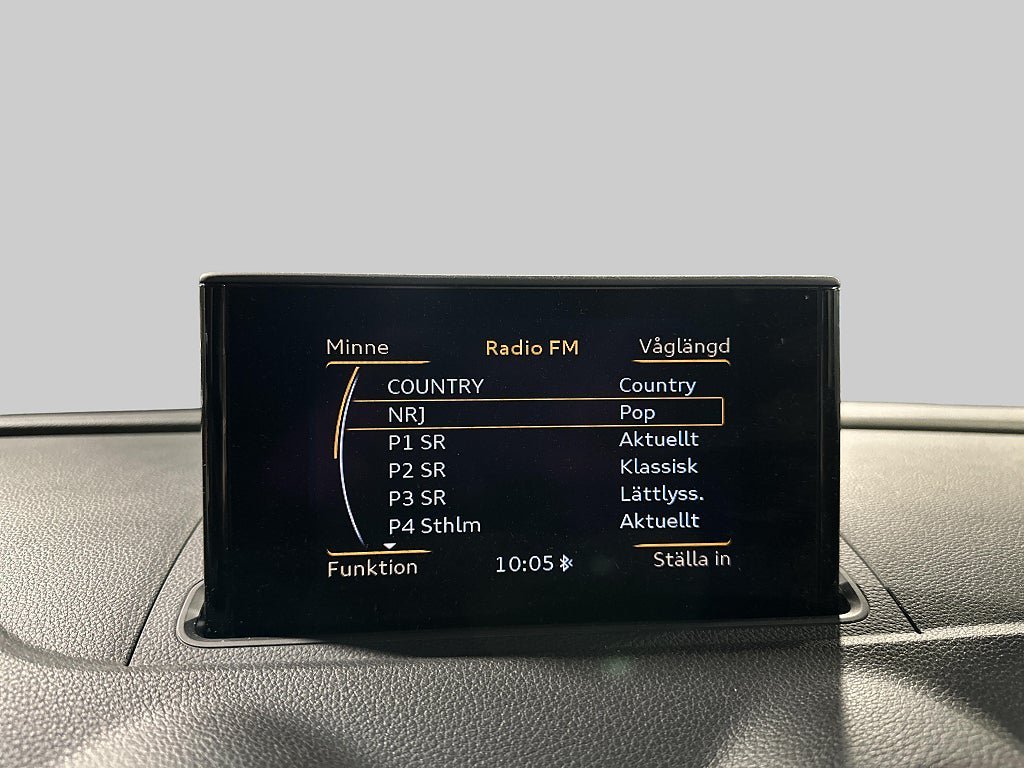 Minne Radio FM Våglängd
COUNTRY Country
NRJ Pop
P1 SR Aktuellt
P2 SR Klassisk
P3 SR Lättlyss.
P4 Sthlm Aktuellt
Funktion 10:05 Ställa in